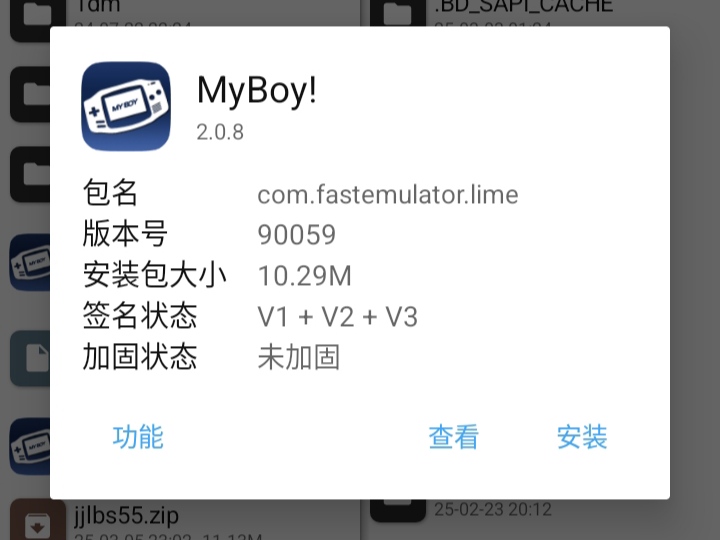 1dm
.BD_SAPI_CACHE
MY BOY
MyBoy!
2.0.8
包名 com.fastemulator.lime
版本号 90059
安装包大小 10.29M
签名状态 V1 + V2 + V3
加固状态 未加固
功能 查看 安装
jjlbs55.zip
25-02-23 20:12